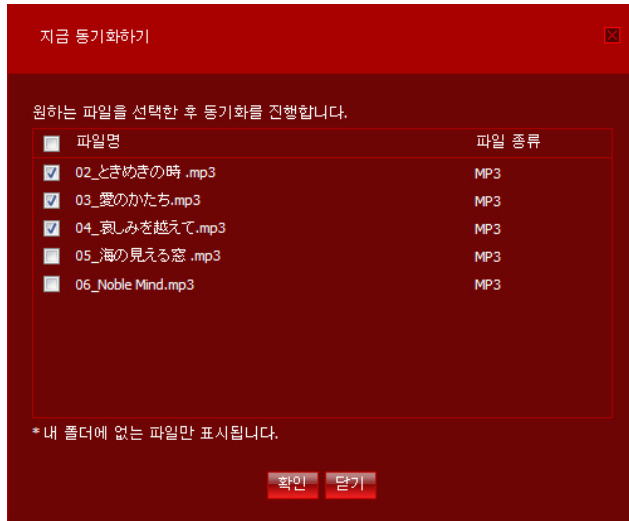 지금 동기화하기
원하는 파일을 선택한 후 동기화를 진행합니다.
파일명 파일 종류
02_ときめきの時 .mp3 MP3
03_愛のかたち.mp3 MP3
04_哀しみを越えて.mp3 MP3
05_海の見える窓 .mp3 MP3
06_Noble Mind.mp3 MP3
* 내 폴더에 없는 파일만 표시됩니다.
확인 닫기